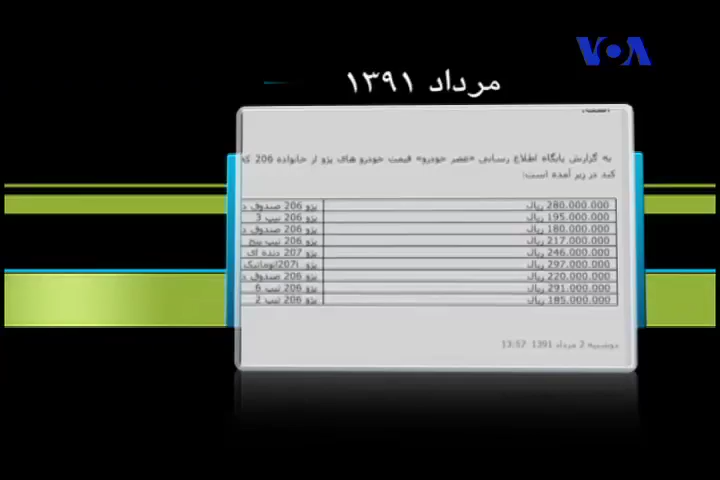 VOA
مرداد ۱۳۹۱
به گزارش پایگاه اطلاع رسانی «عصر خودرو» قیمت خودرو های پژو از خانواده 206 که
کند در زیر آمده است:
280.000.000 ریال پژو 206 صندوق د
195.000.000 ریال پژو 206 تیپ 3
180.000.000 ریال پژو 206 صندوق د
217.000.000 ریال پژو 206 تیپ پنج
246.000.000 ریال پژو 207 دنده ای
297.000.000 ریال پژو 207iاتوماتیک
220.000.000 ریال پژو 206 صندوق د
291.000.000 ریال پژو 206 تیپ 6
185.000.000 ریال پژو 206 تیپ 2
دوشنبه 2 مرداد 1391 13:57